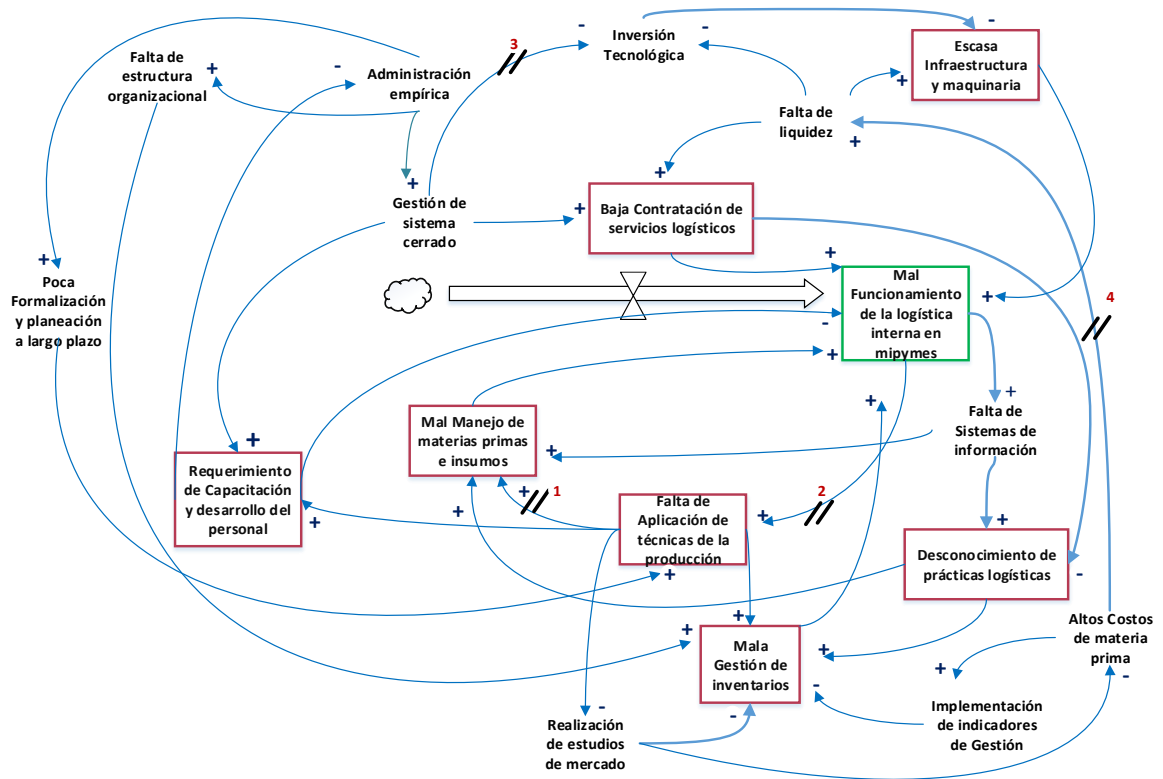 3
-
Inversión
Tecnológica
-
-
Escasa
Infraestructura
y maquinaria
+
Falta de
estructura
organizacional
+
-
Administración
empírica
Falta de
liquidez
+
+
Gestión de
sistema
cerrado
+
+
Baja Contratación de
servicios logísticos
+
Poca
Formalización
y planeación
a largo plazo
+
Mal
Funcionamiento
de la logística
interna en
mipymes
+
-
+
4
+
+
Falta de
Sistemas de
información
Mal Manejo de
materias primas
e insumos
+
+
Requerimiento
de Capacitación
y desarrollo del
personal
+
+
1
2
Falta de
Aplicación de
técnicas de la
producción
+
+
+
Desconocimiento de
prácticas logísticas
-
+
+
Mala
Gestión de
inventarios
+
-
-
Altos Costos
de materia
prima
-
+
Implementación
de indicadores
de Gestión
-
Realización
de estudios
de mercado